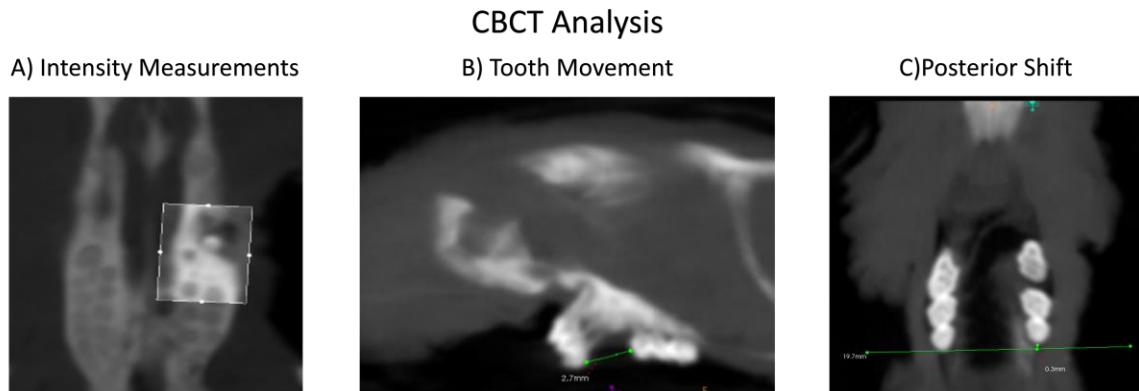 CBCT Analysis
A) Intensity Measurements
B) Tooth Movement
C)Posterior Shift
2.7mm
19.7mm
0.3mm